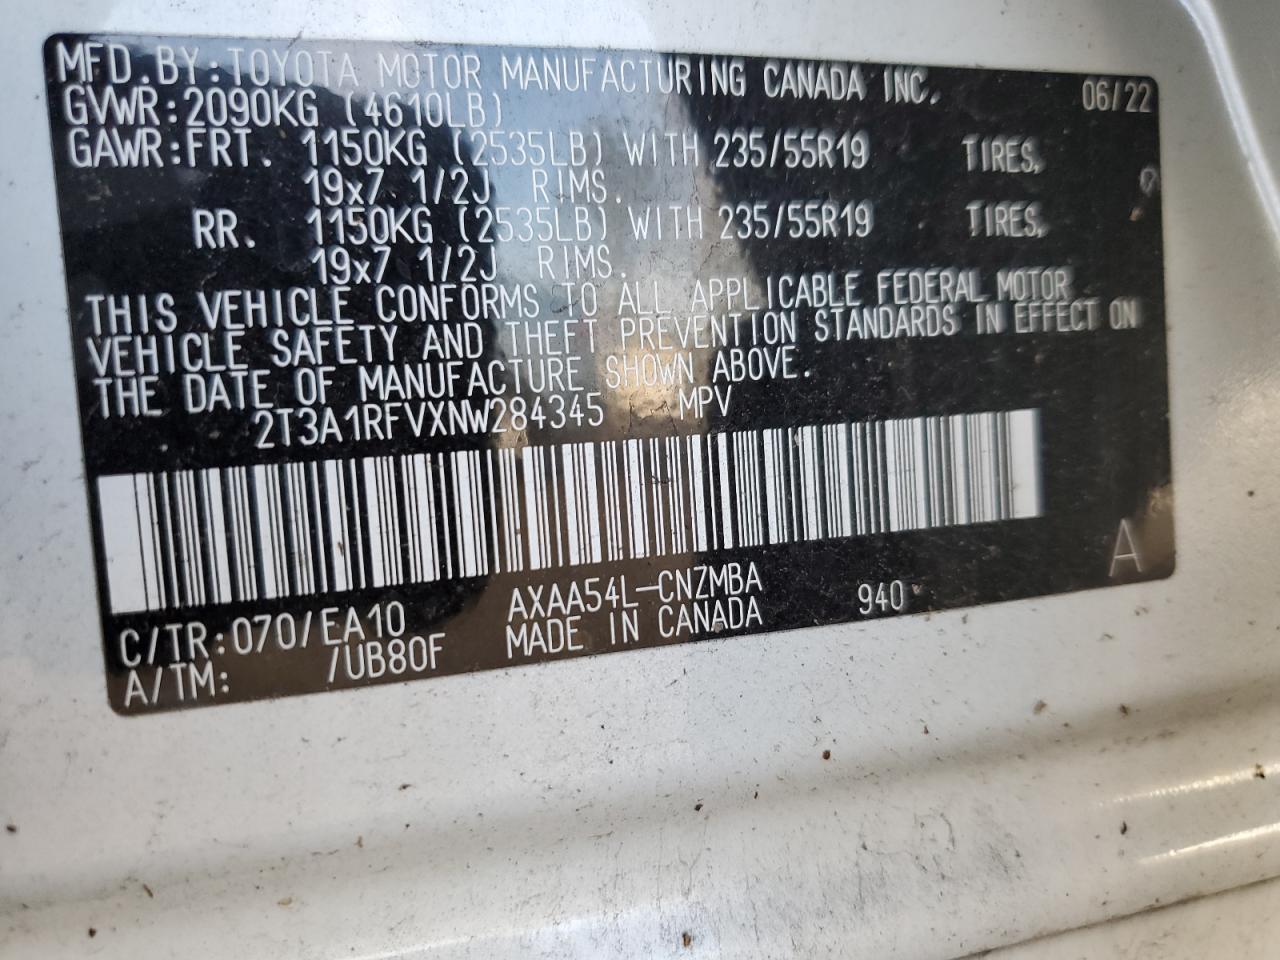 MFD.BY:TOYOTA MOTOR MANUFACTURING CANADA INC. 06/22
GVWR:2090KG (4610LB)
GAWR:FRT. 1150KG (2535LB) WITH 235/55R19 TIRES,
19x7 1/2J RIMS.
RR. 1150KG (2535LB) WITH 235/55R19 TIRES,
19x7 1/2J RIMS.
THIS VEHICLE CONFORMS TO ALL APPLICABLE FEDERAL MOTOR
VEHICLE SAFETY AND THEFT PREVENTION STANDARDS IN EFFECT ON
THE DATE OF MANUFACTURE SHOWN ABOVE.
2T3A1RFVXNW284345 MPV
A
C/TR:070/EA10 AXAA54L-CNZMBA 940
A/TM: /UB80F MADE IN CANADA